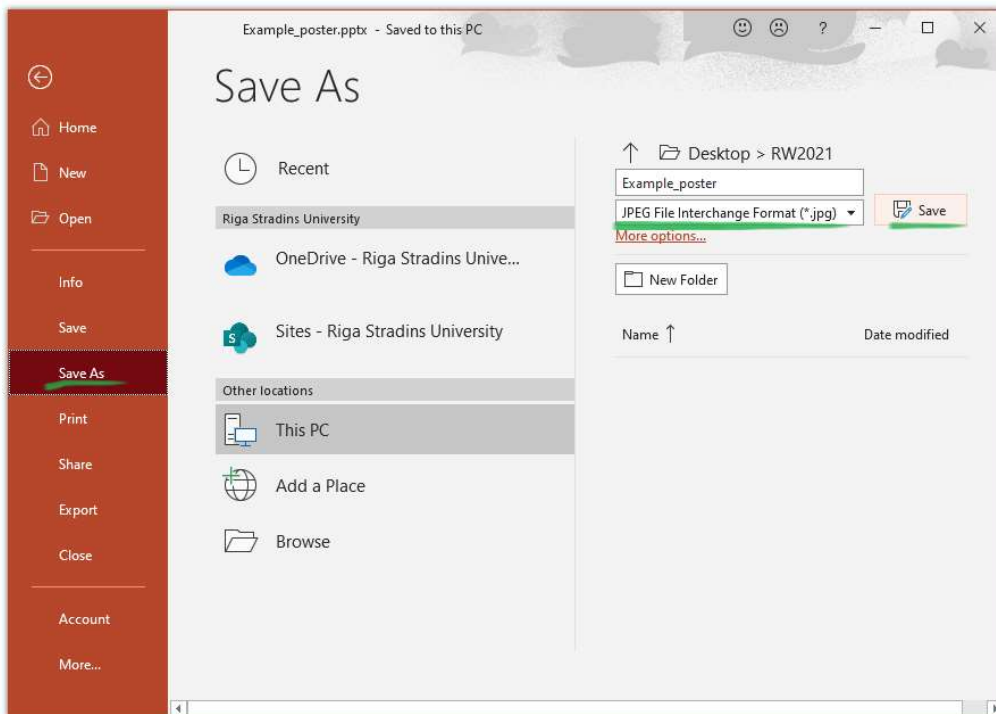 Example_poster.pptx - Saved to this PC
?
Save As
Home
New
Open
Info
Save
Save As
Print
Share
Export
Close
Account
More...
Recent
Riga Stradins University
OneDrive - Riga Stradins Unive...
Sites - Riga Stradins University
Other locations
This PC
Add a Place
Browse
Desktop > RW2021
Example_poster
JPEG File Interchange Format (*.jpg)
Save
More options...
New Folder
Name Date modified